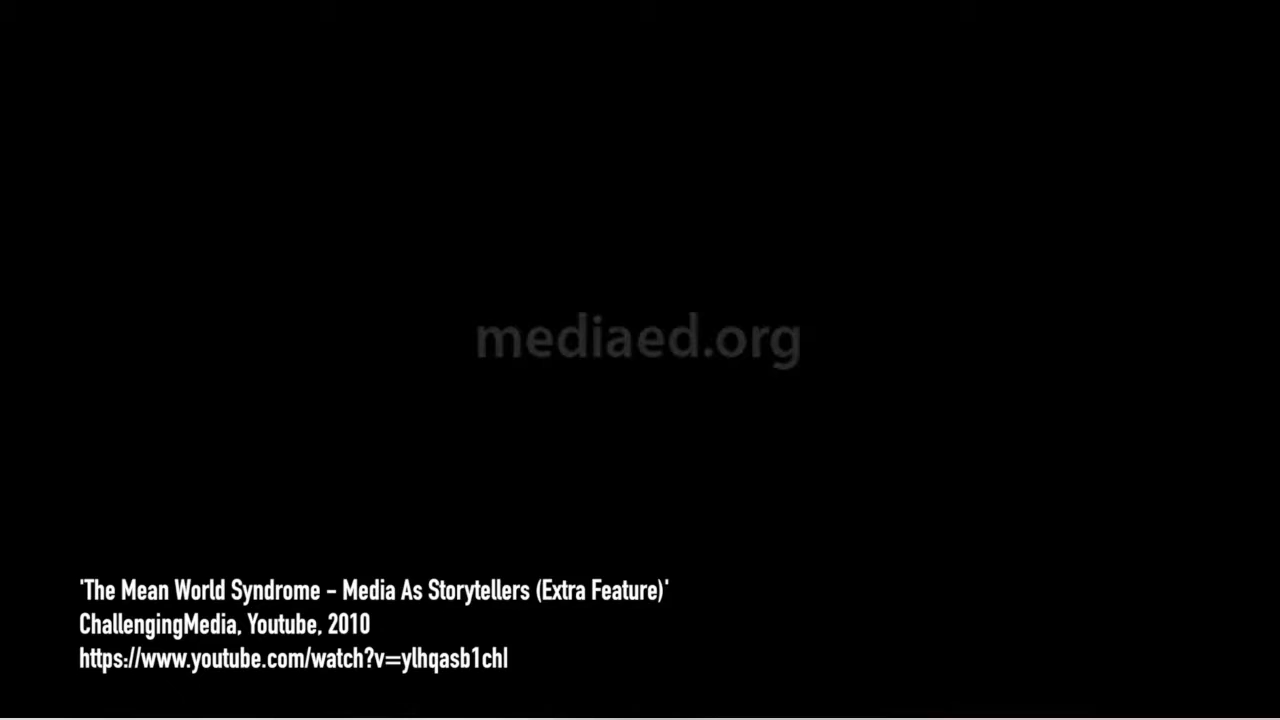 mediaed.org
'The Mean World Syndrome - Media As Storytellers (Extra Feature)'
ChallengingMedia, Youtube, 2010
https://www.youtube.com/watch?v=ylhqasb1chI